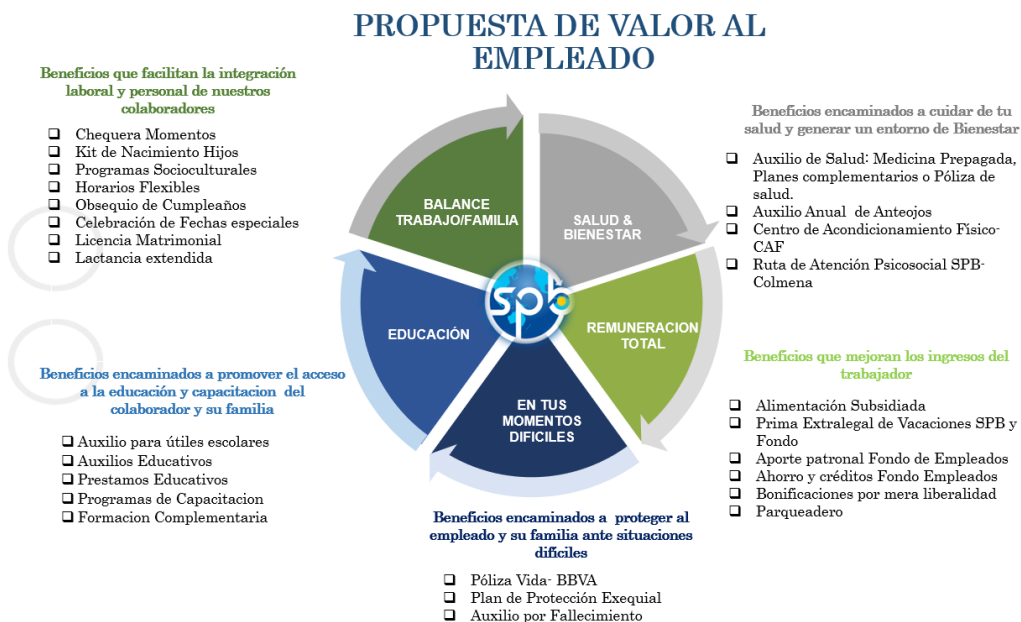 PROPUESTA DE VALOR AL
EMPLEADO
Beneficios que facilitan la integración
laboral y personal de nuestros
colaboradores
Chequera Momentos
Kit de Nacimiento Hijos
Programas Socioculturales
Horarios Flexibles
Obsequio de Cumpleaños
Celebración de Fechas especiales
Licencia Matrimonial
Lactancia extendida
Beneficios encaminados a cuidar de tu
salud y generar un entorno de Bienestar
Auxilio de Salud: Medicina Prepagada,
Planes complementarios o Póliza de
salud.
Auxilio Anual de Anteojos
Centro de Acondicionamiento Físico-
CAF
Ruta de Atención Psicosocial SPB-
Colmena
BALANCE
TRABAJO/FAMILIA
SALUD &
BIENESTAR
spb
EDUCACIÓN
REMUNERACION
TOTAL
EN TUS
MOMENTOS
DIFICILES
Beneficios encaminados a promover el acceso
a la educación y capacitacion del
colaborador y su familia
Auxilio para útiles escolares
Auxilios Educativos
Prestamos Educativos
Programas de Capacitacion
Formacion Complementaria
Beneficios que mejoran los ingresos del
trabajador
Alimentación Subsidiada
Prima Extralegal de Vacaciones SPB y
Fondo
Aporte patronal Fondo de Empleados
Ahorro y créditos Fondo Empleados
Bonificaciones por mera liberalidad
Parqueadero
Beneficios encaminados a proteger al
empleado y su familia ante situaciones
difíciles
Póliza Vida- BBVA
Plan de Protección Exequial
Auxilio por Fallecimiento